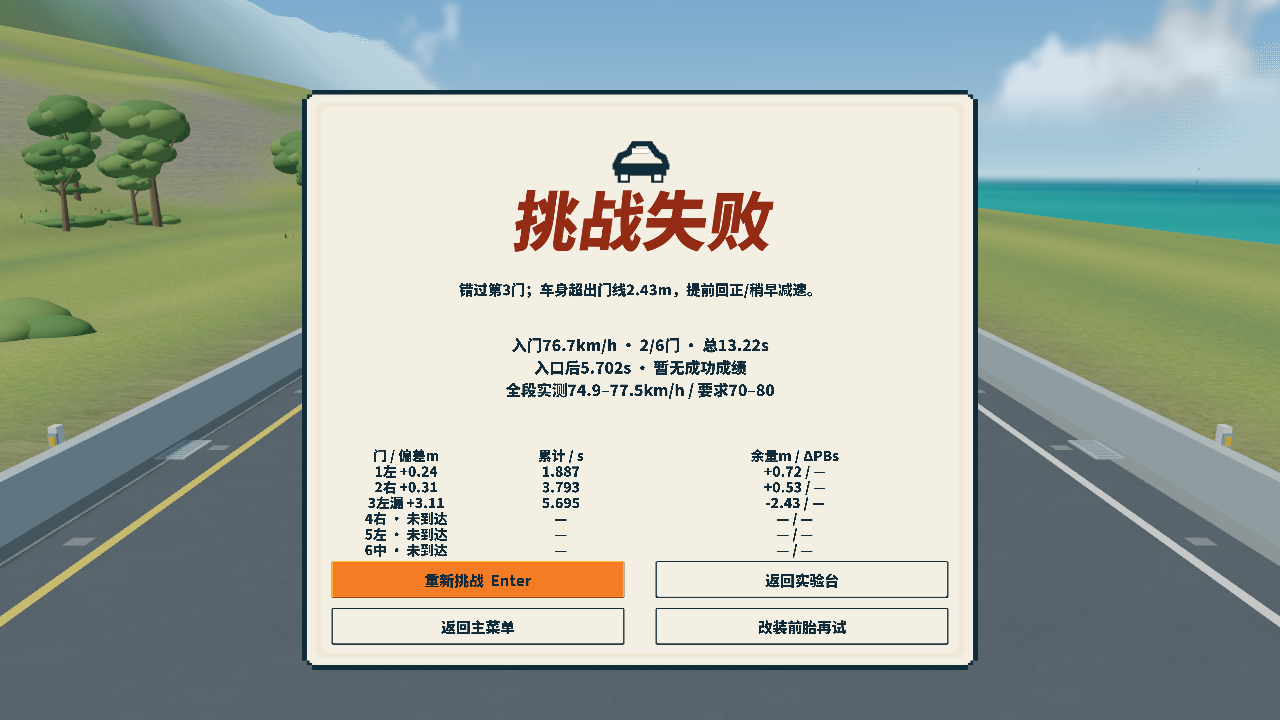 挑战失败
错过第3门；车身超出门线2.43m，提前回正/稍早减速。
入门76.7km/h · 2/6门 · 总13.22s
入口后5.702s · 暂无成功成绩
全段实测74.9–77.5km/h / 要求70–80
门 / 偏差m 累计 / s 余量m / ΔPBs
1左 +0.24 1.887 +0.72 / —
2右 +0.31 3.793 +0.53 / —
3左漏 +3.11 5.695 -2.43 / —
4右 · 未到达 — — / —
5左 · 未到达 — — / —
6中 · 未到达 — — / —
重新挑战 Enter 返回实验台
返回主菜单 改装前胎再试